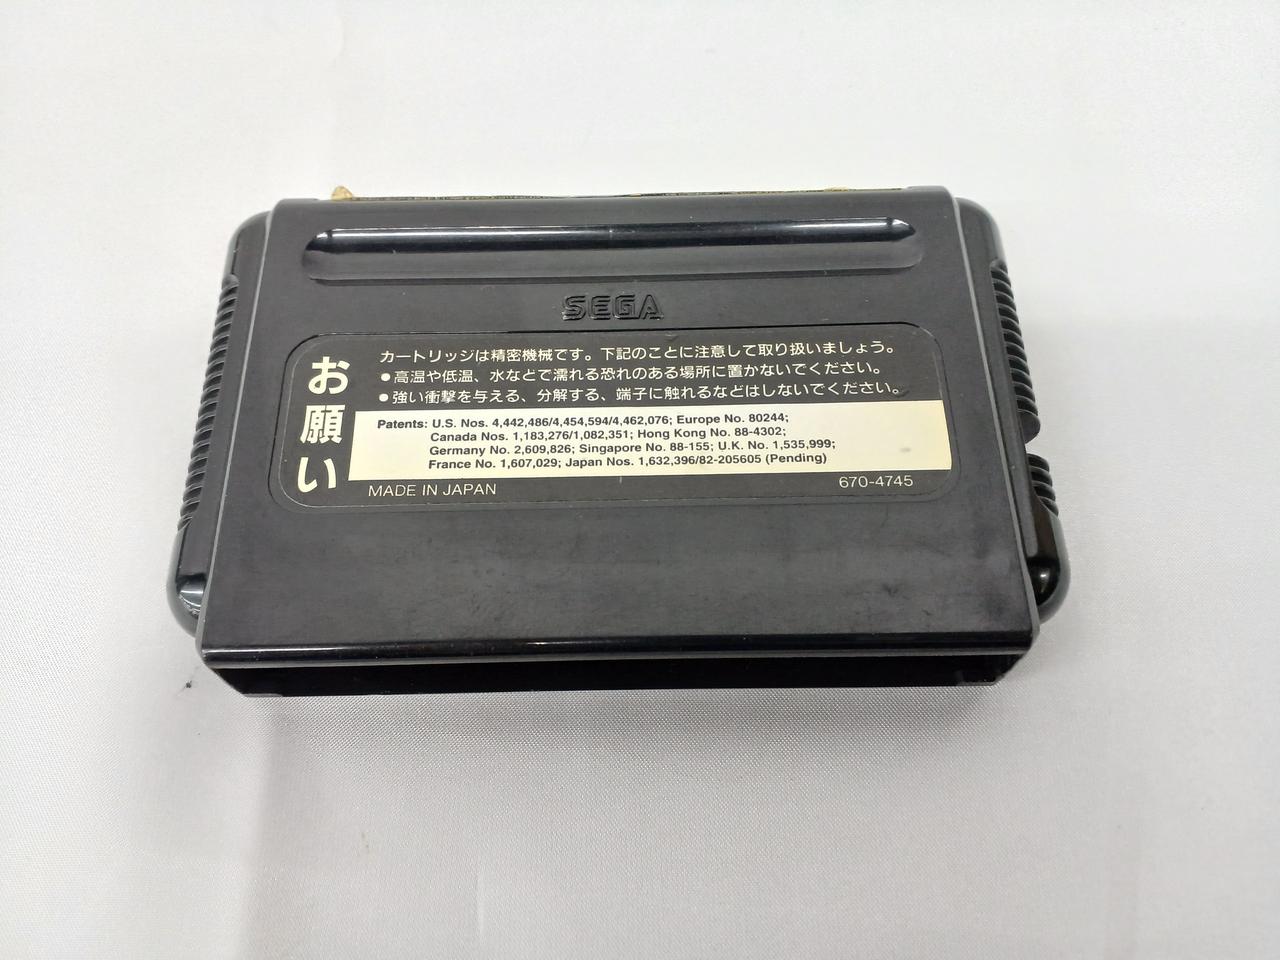 SEGA
お願い
カートリッジは精密機械です。下記のことに注意して取り扱いましょう。
●高温や低温、水などで濡れる恐れのある場所に置かないでください。
●強い衝撃を与える、分解する、端子に触れるなどはしないでください。
Patents: U.S. Nos. 4,442,486/4,454,594/4,462,076; Europe No. 80244;
Canada Nos. 1,183,276/1,082,351; Hong Kong No. 88-4302;
Germany No. 2,609,826; Singapore No. 88-155; U.K. No. 1,535,999;
France No. 1,607,029; Japan Nos. 1,632,396/82-205605 (Pending)
MADE IN JAPAN 670-4745